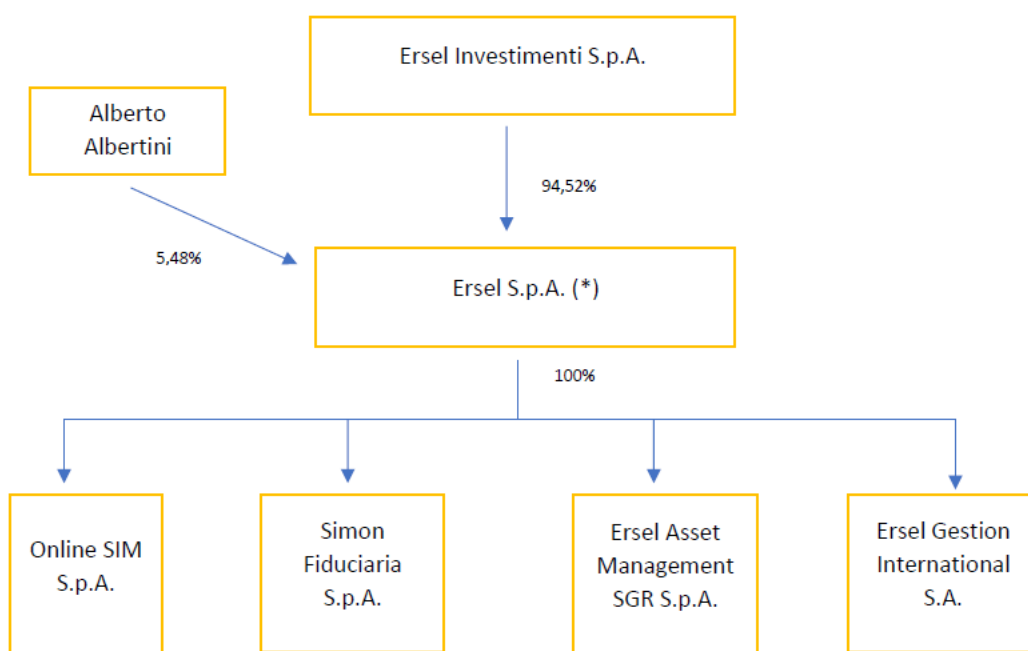 Ersel Investimenti S.p.A.
Alberto
Albertini
94,52%
5,48%
Ersel S.p.A. (*)
100%
Online SIM
S.p.A.
Simon
Fiduciaria
S.p.A.
Ersel Asset
Management
SGR S.p.A.
Ersel Gestion
International
S.A.